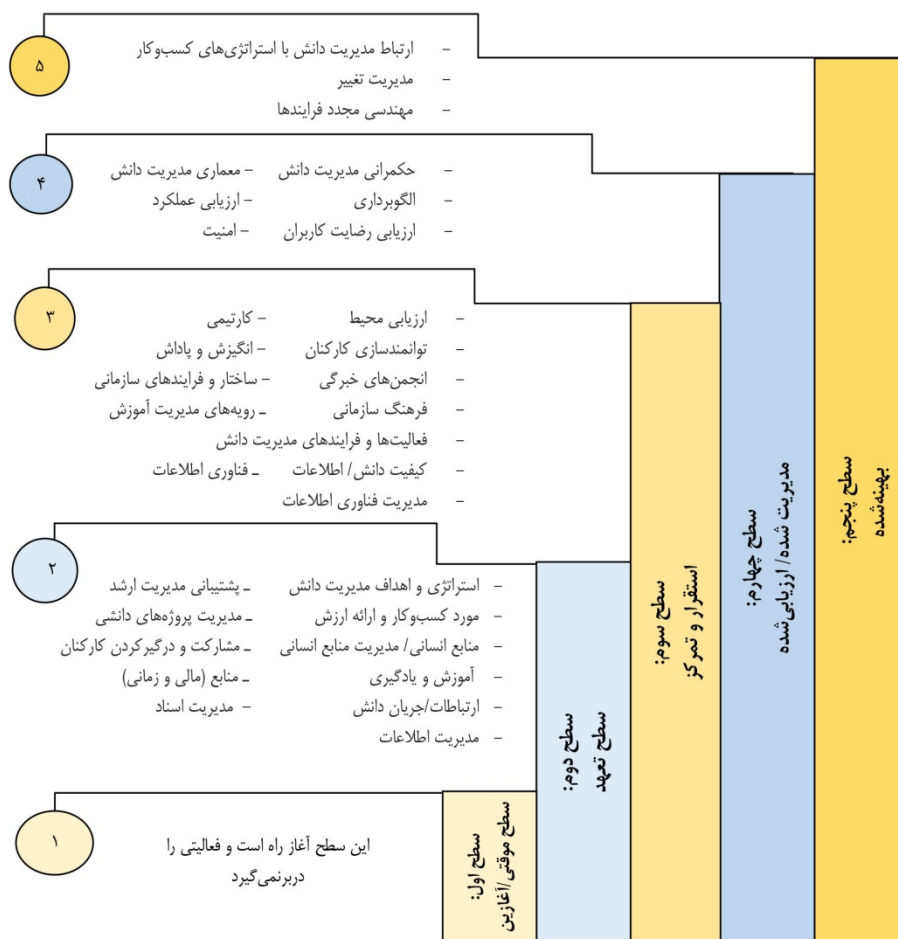 ۵
- ارتباط مدیریت دانش با استراتژی‌های کسب‌وکار
- مدیریت تغییر
- مهندسی مجدد فرایندها
۴
- حکمرانی مدیریت دانش - معماری مدیریت دانش
- الگوبرداری - ارزیابی عملکرد
- ارزیابی رضایت کاربران - امنیت
۳
- ارزیابی محیط - کارتیمی
- توانمندسازی کارکنان - انگیزش و پاداش
- انجمن‌های خبرگی - ساختار و فرایندهای سازمانی
- فرهنگ سازمانی ـ رویه‌های مدیریت آموزش
- فعالیت‌ها و فرایندهای مدیریت دانش
- کیفیت دانش/ اطلاعات ـ فناوری اطلاعات
- مدیریت فناوری اطلاعات
۲
- استراتژی و اهداف مدیریت دانش ـ پشتیبانی مدیریت ارشد
- مورد کسب‌وکار و ارائه ارزش ـ مدیریت پروژه‌های دانشی
- منابع انسانی/ مدیریت منابع انسانی ـ مشارکت و درگیرکردن کارکنان
- آموزش و یادگیری ـ منابع (مالی و زمانی)
- ارتباطات/جریان دانش - مدیریت اسناد
- مدیریت اطلاعات
۱
این سطح آغاز راه است و فعالیتی را
دربرنمی‌گیرد
سطح اول:
سطح موقتی/آغازین
سطح دوم:
سطح تعهد
سطح سوم:
استقرار و تمرکز
سطح چهارم:
مدیریت شده/ ارزیابی‌شده
سطح پنجم:
بهینه‌شده